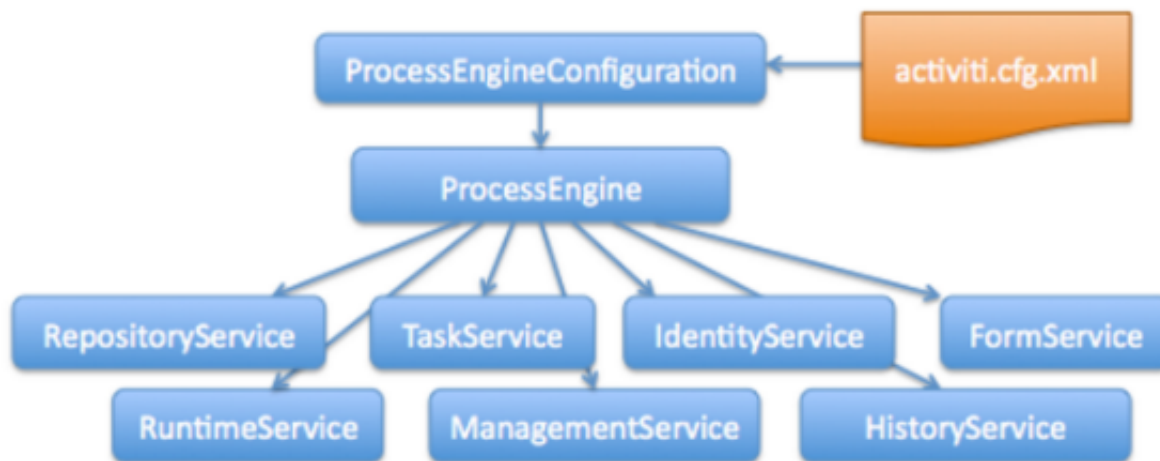 ProcessEngineConfiguration
activiti.cfg.xml
ProcessEngine
RepositoryService
TaskService
IdentityService
FormService
RuntimeService
ManagementService
HistoryService